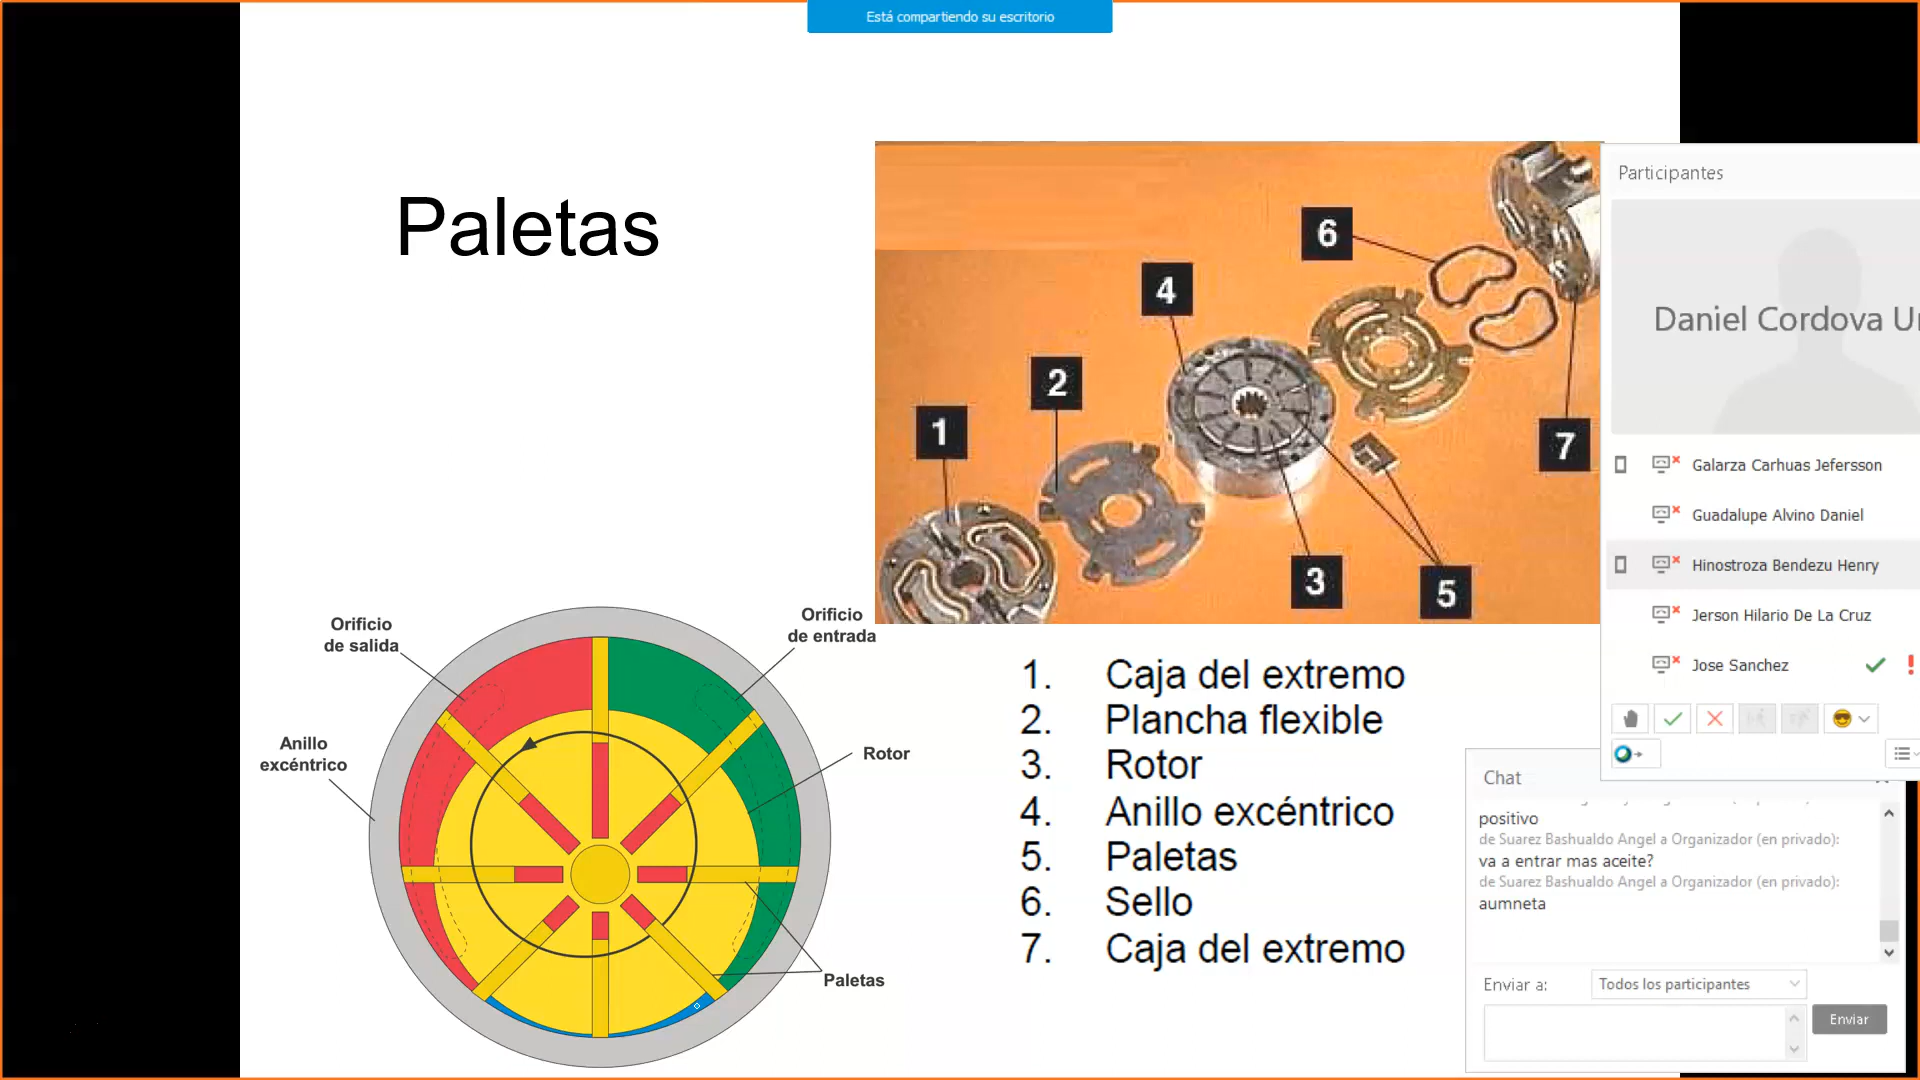 Está compartiendo su escritorio
Paletas
6
4
2
1
7
3
5
Orificio
de salida
Orificio
de entrada
Anillo
excéntrico
Rotor
Paletas
1. Caja del extremo
2. Plancha flexible
3. Rotor
4. Anillo excéntrico
5. Paletas
6. Sello
7. Caja del extremo
Participantes
Daniel Cordova
Galarza Carhuas Jefersson
Guadalupe Alvino Daniel
Hinostroza Bendezu Henry
Jerson Hilario De La Cruz
Jose Sanchez
Chat
positivo
de Suarez Bashualdo Angel a Organizador (en privado):
va a entrar mas aceite?
de Suarez Bashualdo Angel a Organizador (en privado):
aumneta
Enviar a: Todos los participantes
Enviar